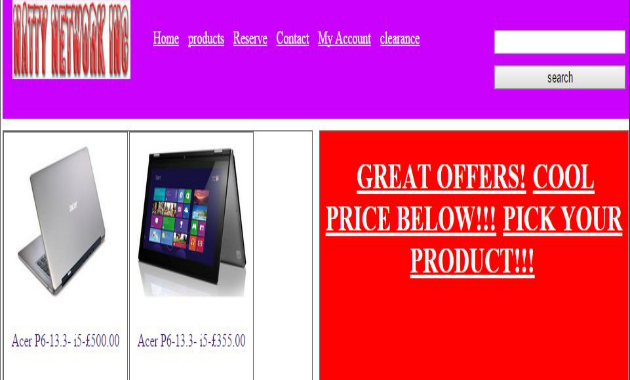 NATTY NETWORK INC
Home products Reserve Contact My Account clearance
search
GREAT OFFERS! COOL
PRICE BELOW!!! PICK YOUR
PRODUCT!!!
acer
Acer P6-13.3- i5-£500.00
Acer P6-13.3- i5-£355.00